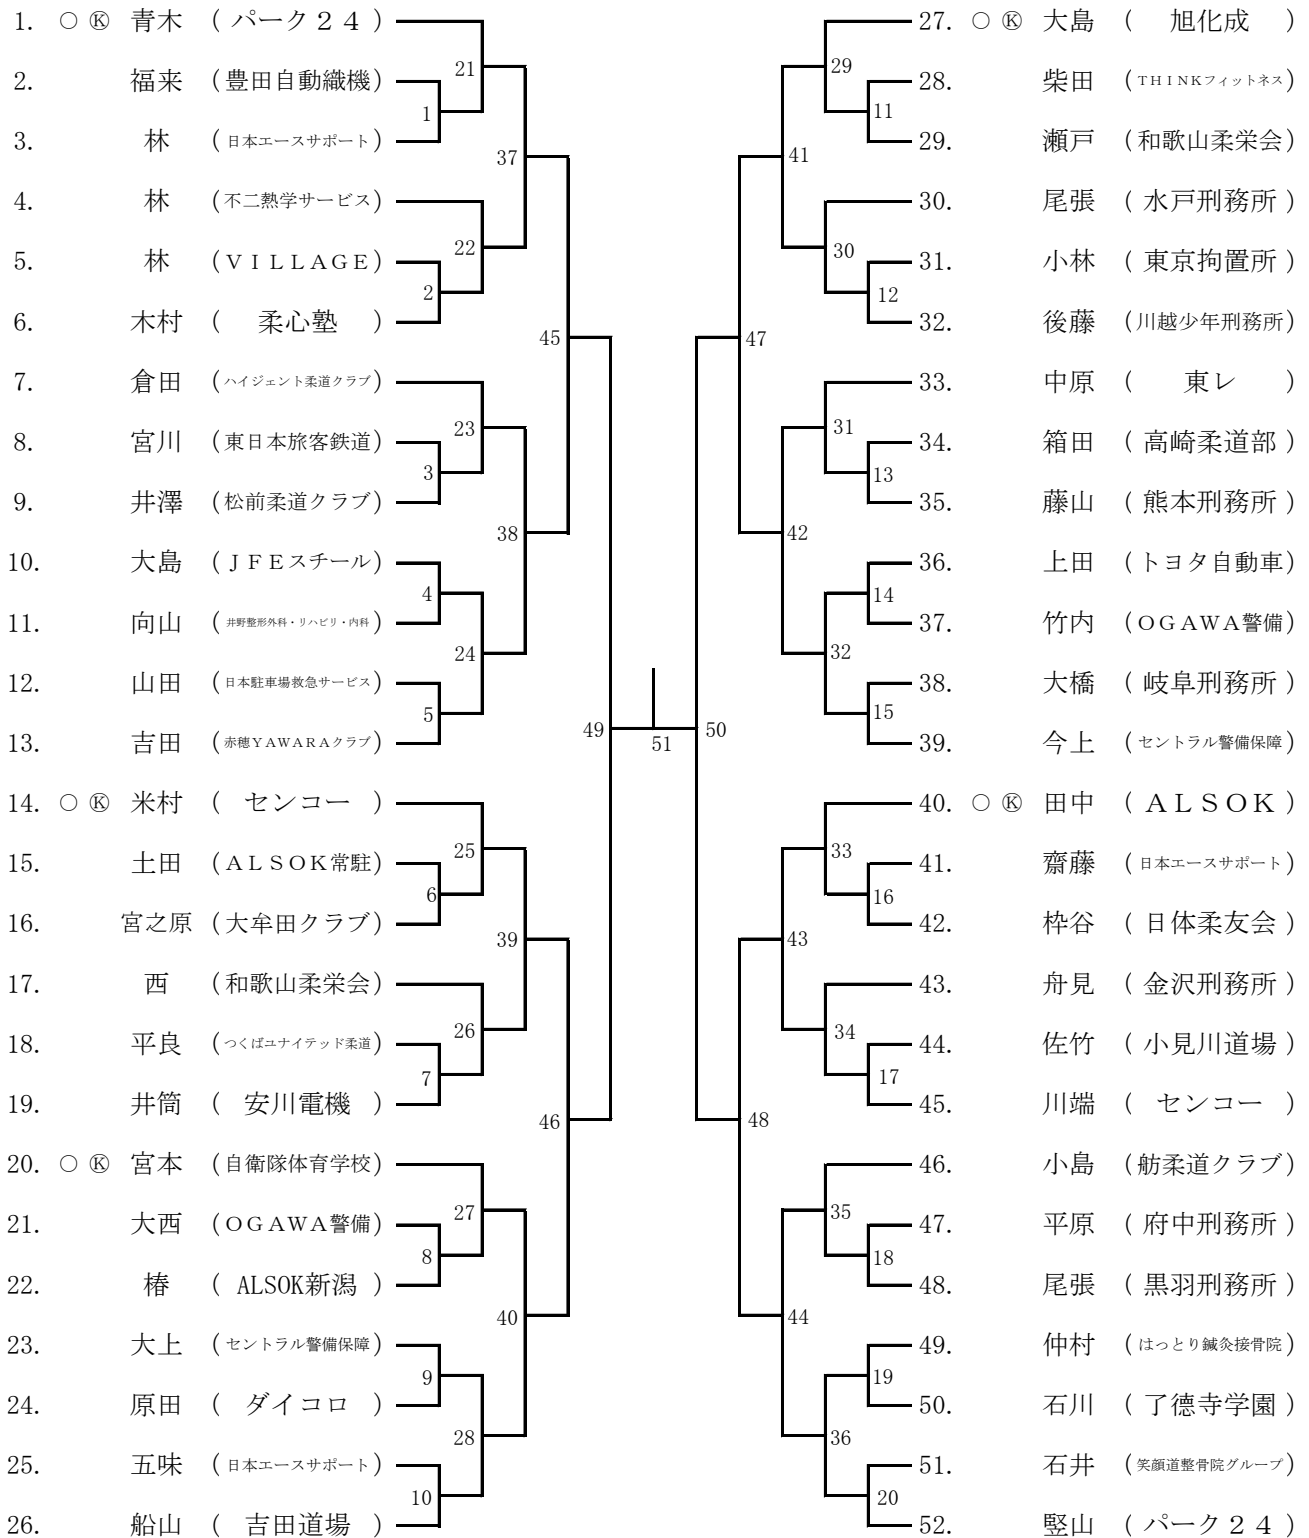 1. ○ Ⓚ 青木 (パーク24)
2. 福来 (豊田自動織機)
3. 林 (日本エースサポート)
4. 林 (不二熱学サービス)
5. 林 (VILLAGE)
6. 木村 (柔心塾)
7. 倉田 (ハイジェント柔道クラブ)
8. 宮川 (東日本旅客鉄道)
9. 井澤 (松前柔道クラブ)
10. 大島 (JFEスチール)
11. 向山 (井野整形外科・リハビリ・内科)
12. 山田 (日本駐車場救急サービス)
13. 吉田 (赤穂YAWARAクラブ)
14. ○ Ⓚ 米村 (センコー)
15. 土田 (ALSOK常駐)
16. 宮之原 (大牟田クラブ)
17. 西 (和歌山柔栄会)
18. 平良 (つくばユナイテッド柔道)
19. 井筒 (安川電機)
20. ○ Ⓚ 宮本 (自衛隊体育学校)
21. 大西 (OGAWA警備)
22. 椿 (ALSOK新潟)
23. 大上 (セントラル警備保障)
24. 原田 (ダイコロ)
25. 五味 (日本エースサポート)
26. 船山 (吉田道場)
1
2
3
4
5
6
7
8
9
10
21
22
23
24
25
26
27
28
37
38
39
40
45
46
49
51
50
47
48
41
42
43
44
29
30
31
32
33
34
35
36
11
12
13
14
15
16
17
18
19
20
27. ○ Ⓚ 大島 (旭化成)
28. 柴田 (THINKフィットネス)
29. 瀬戸 (和歌山柔栄会)
30. 尾張 (水戸刑務所)
31. 小林 (東京拘置所)
32. 後藤 (川越少年刑務所)
33. 中原 (東レ)
34. 箱田 (高崎柔道部)
35. 藤山 (熊本刑務所)
36. 上田 (トヨタ自動車)
37. 竹内 (OGAWA警備)
38. 大橋 (岐阜刑務所)
39. 今上 (セントラル警備保障)
40. ○ Ⓚ 田中 (ALSOK)
41. 齋藤 (日本エースサポート)
42. 枠谷 (日体柔友会)
43. 舟見 (金沢刑務所)
44. 佐竹 (小見川道場)
45. 川端 (センコー)
46. 小島 (舫柔道クラブ)
47. 平原 (府中刑務所)
48. 尾張 (黒羽刑務所)
49. 仲村 (はっとり鍼灸接骨院)
50. 石川 (了徳寺学園)
51. 石井 (笑顔道整骨院グループ)
52. 竪山 (パーク24)